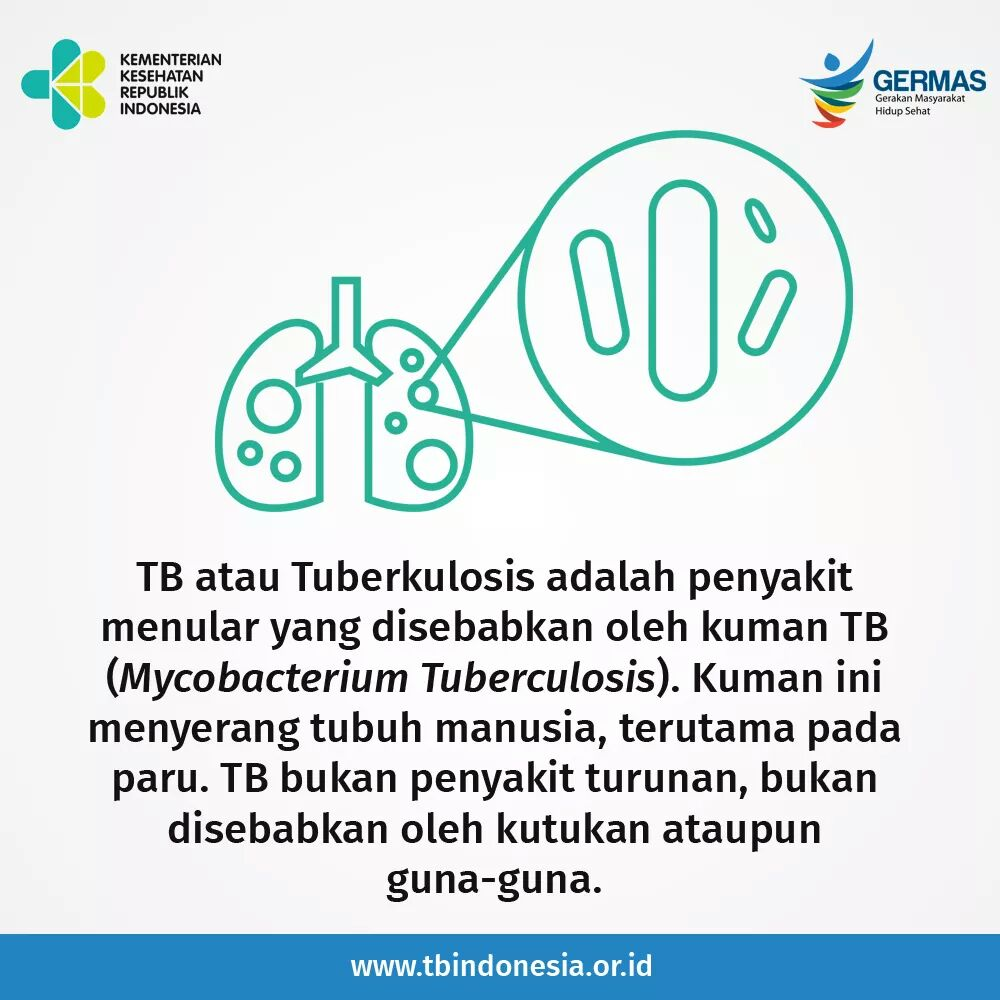 KEMENTERIAN
KESEHATAN
REPUBLIK
INDONESIA
GERMAS
Gerakan Masyarakat
Hidup Sehat
TB atau Tuberkulosis adalah penyakit
menular yang disebabkan oleh kuman TB
(Mycobacterium Tuberculosis). Kuman ini
menyerang tubuh manusia, terutama pada
paru. TB bukan penyakit turunan, bukan
disebabkan oleh kutukan ataupun
guna-guna.
www.tbindonesia.or.id